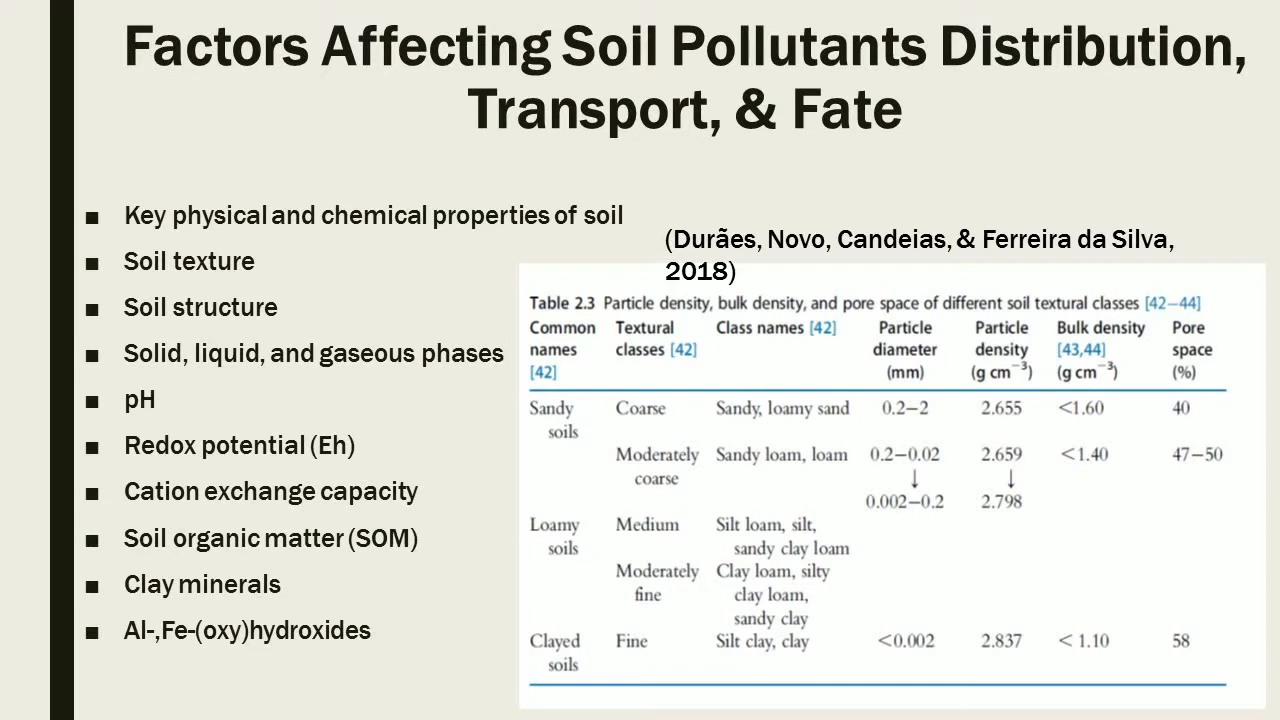 Factors Affecting Soil Pollutants Distribution,
Transport, & Fate
■ Key physical and chemical properties of soil
■ Soil texture
■ Soil structure
■ Solid, liquid, and gaseous phases
■ pH
■ Redox potential (Eh)
■ Cation exchange capacity
■ Soil organic matter (SOM)
■ Clay minerals
■ Al-,Fe-(oxy)hydroxides
(Durães, Novo, Candeias, & Ferreira da Silva,
2018)
Table 2.3 Particle density, bulk density, and pore space of different soil textural classes [42–44]
Common Textural Class names [42] Particle Particle Bulk density Pore
names classes [42] diameter density [43,44] space
[42] (mm) (g cm⁻³) (g cm⁻³) (%)
Sandy Coarse Sandy, loamy sand 0.2–2 2.655 <1.60 40
soils
Moderately Sandy loam, loam 0.2–0.02 2.659 <1.40 47–50
coarse ↓ ↓
0.002–0.2 2.798
Loamy Medium Silt loam, silt,
soils sandy clay loam
Moderately Clay loam, silty
fine clay loam,
sandy clay
Clayed Fine Silt clay, clay <0.002 2.837 < 1.10 58
soils